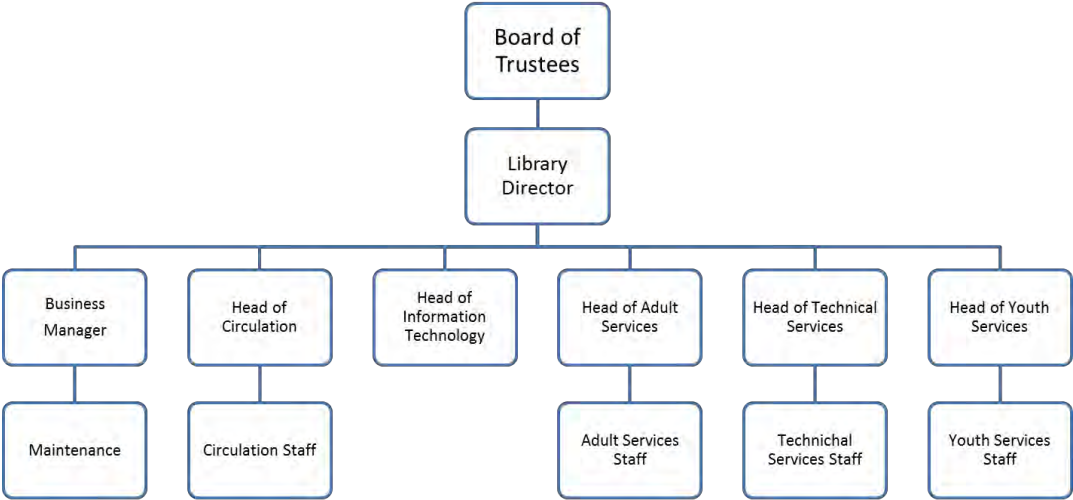 Board of
Trustees
Library
Director
Business
Manager
Head of
Circulation
Head of
Information
Technology
Head of Adult
Services
Head of Technical
Services
Head of Youth
Services
Maintenance
Circulation Staff
Adult Services
Staff
Technichal
Services Staff
Youth Services
Staff